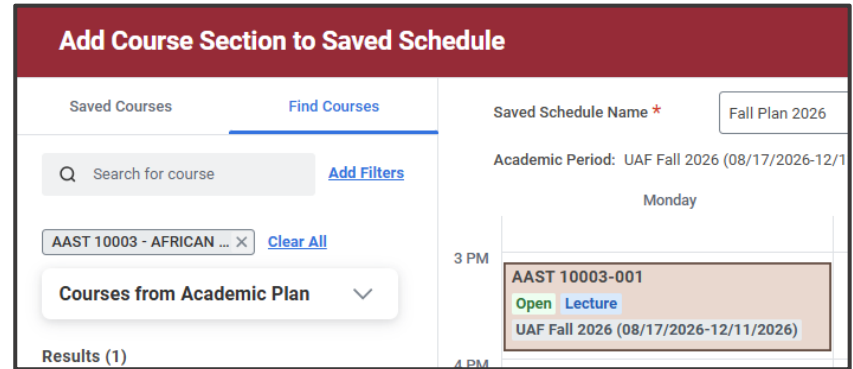 Add Course Section to Saved Schedule
Saved Courses
Find Courses
Search for course
Add Filters
AAST 10003 - AFRICAN ... ×
Clear All
Courses from Academic Plan
Results (1)
Saved Schedule Name *
Fall Plan 2026
Academic Period: UAF Fall 2026 (08/17/2026-12/1
Monday
3 PM
AAST 10003-001
Open Lecture
UAF Fall 2026 (08/17/2026-12/11/2026)
4 PM